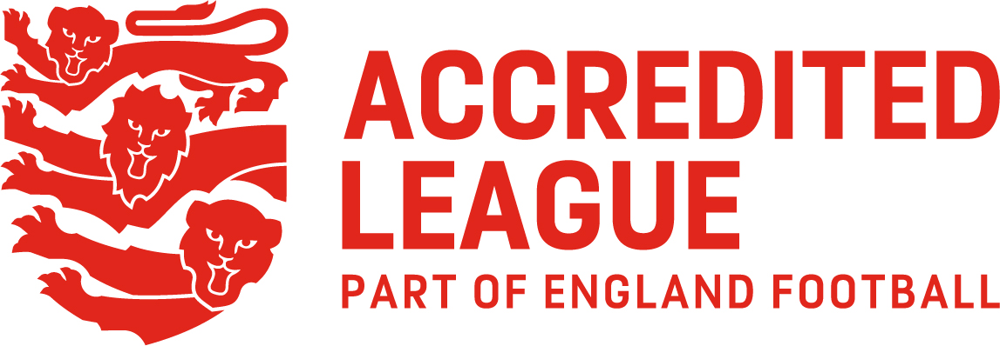 ACCREDITED
LEAGUE
PART OF ENGLAND FOOTBALL